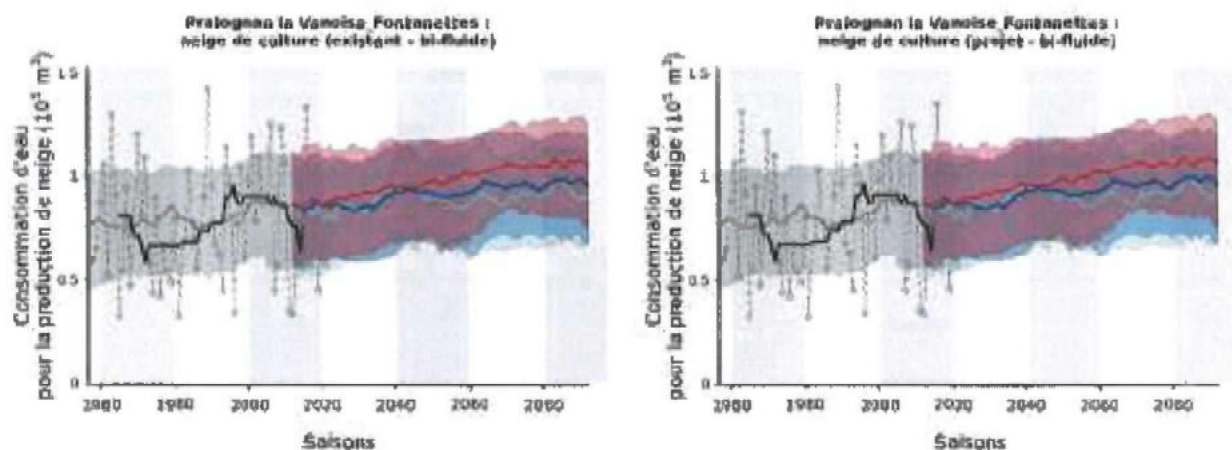 Pralognan la Vanoise_Fontanettes :
neige de culture (existant - bi-fluide)
Consommation d'eau
pour la production de neige (10⁵ m³)
1.5
1
0.5
0
1960 1980 2000 2020 2040 2060 2080
Saisons
Pralognan la Vanoise_Fontanettes :
neige de culture (projet - bi-fluide)
Consommation d'eau
pour la production de neige (10⁵ m³)
1.5
1
0.5
0
1960 1980 2000 2020 2040 2060 2080
Saisons